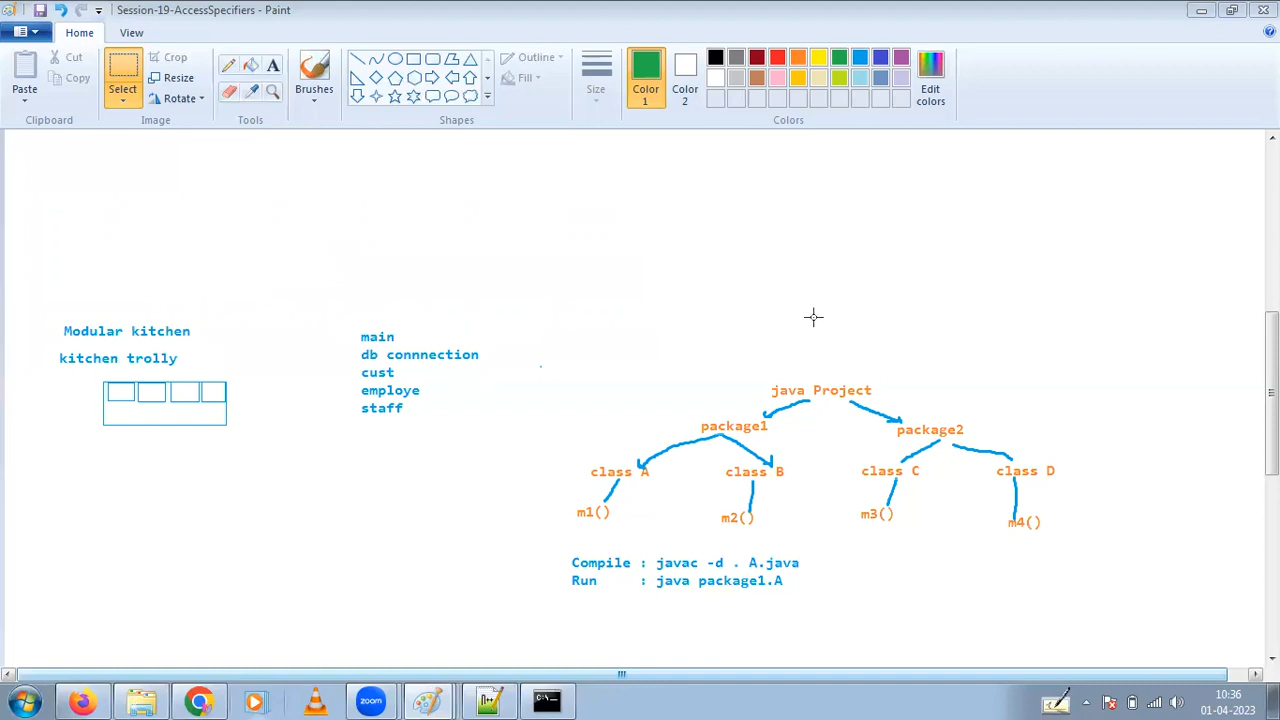 Session-19-AccessSpecifiers - Paint
Home
View
Paste
Cut
Copy
Clipboard
Select
Crop
Resize
Rotate
Image
A
Tools
Brushes
Shapes
Outline
Fill
Size
Color 1
Color 2
Edit colors
Colors
Modular kitchen
kitchen trolly
main
db connnection
cust
employe
staff
java Project
package1
package2
class A
class B
class C
class D
m1()
m2()
m3()
m4()
Compile : javac -d . A.java
Run : java package1.A
zoom
10:36
01-04-2023